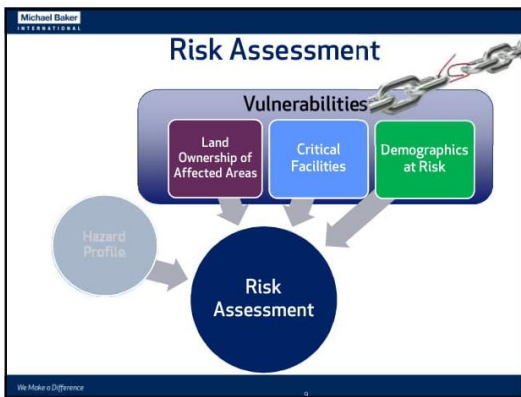 Michael Baker
INTERNATIONAL
Risk Assessment
Vulnerabilities
Land
Ownership of
Affected Areas
Critical
Facilities
Demographics
at Risk
Hazard
Profile
Risk
Assessment
We Make a Difference
9